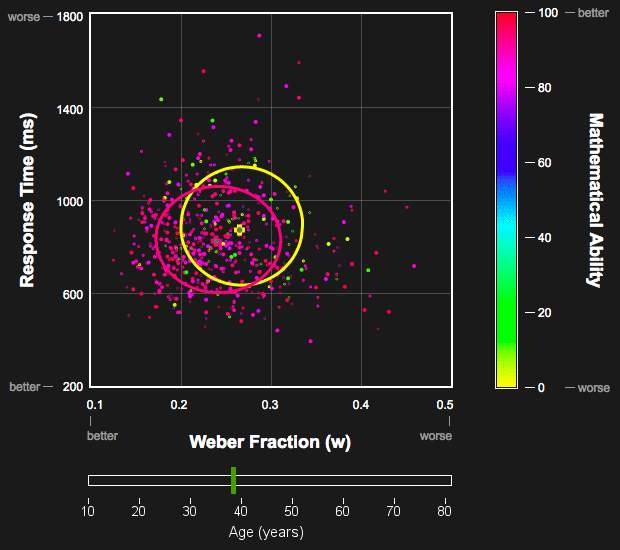 worse
1800
1400
1000
600
200
better
Response Time (ms)
0.1
0.2
0.3
0.4
0.5
better
worse
Weber Fraction (w)
10
20
30
40
50
60
70
80
Age (years)
100
better
80
60
40
20
0
worse
Mathematical Ability